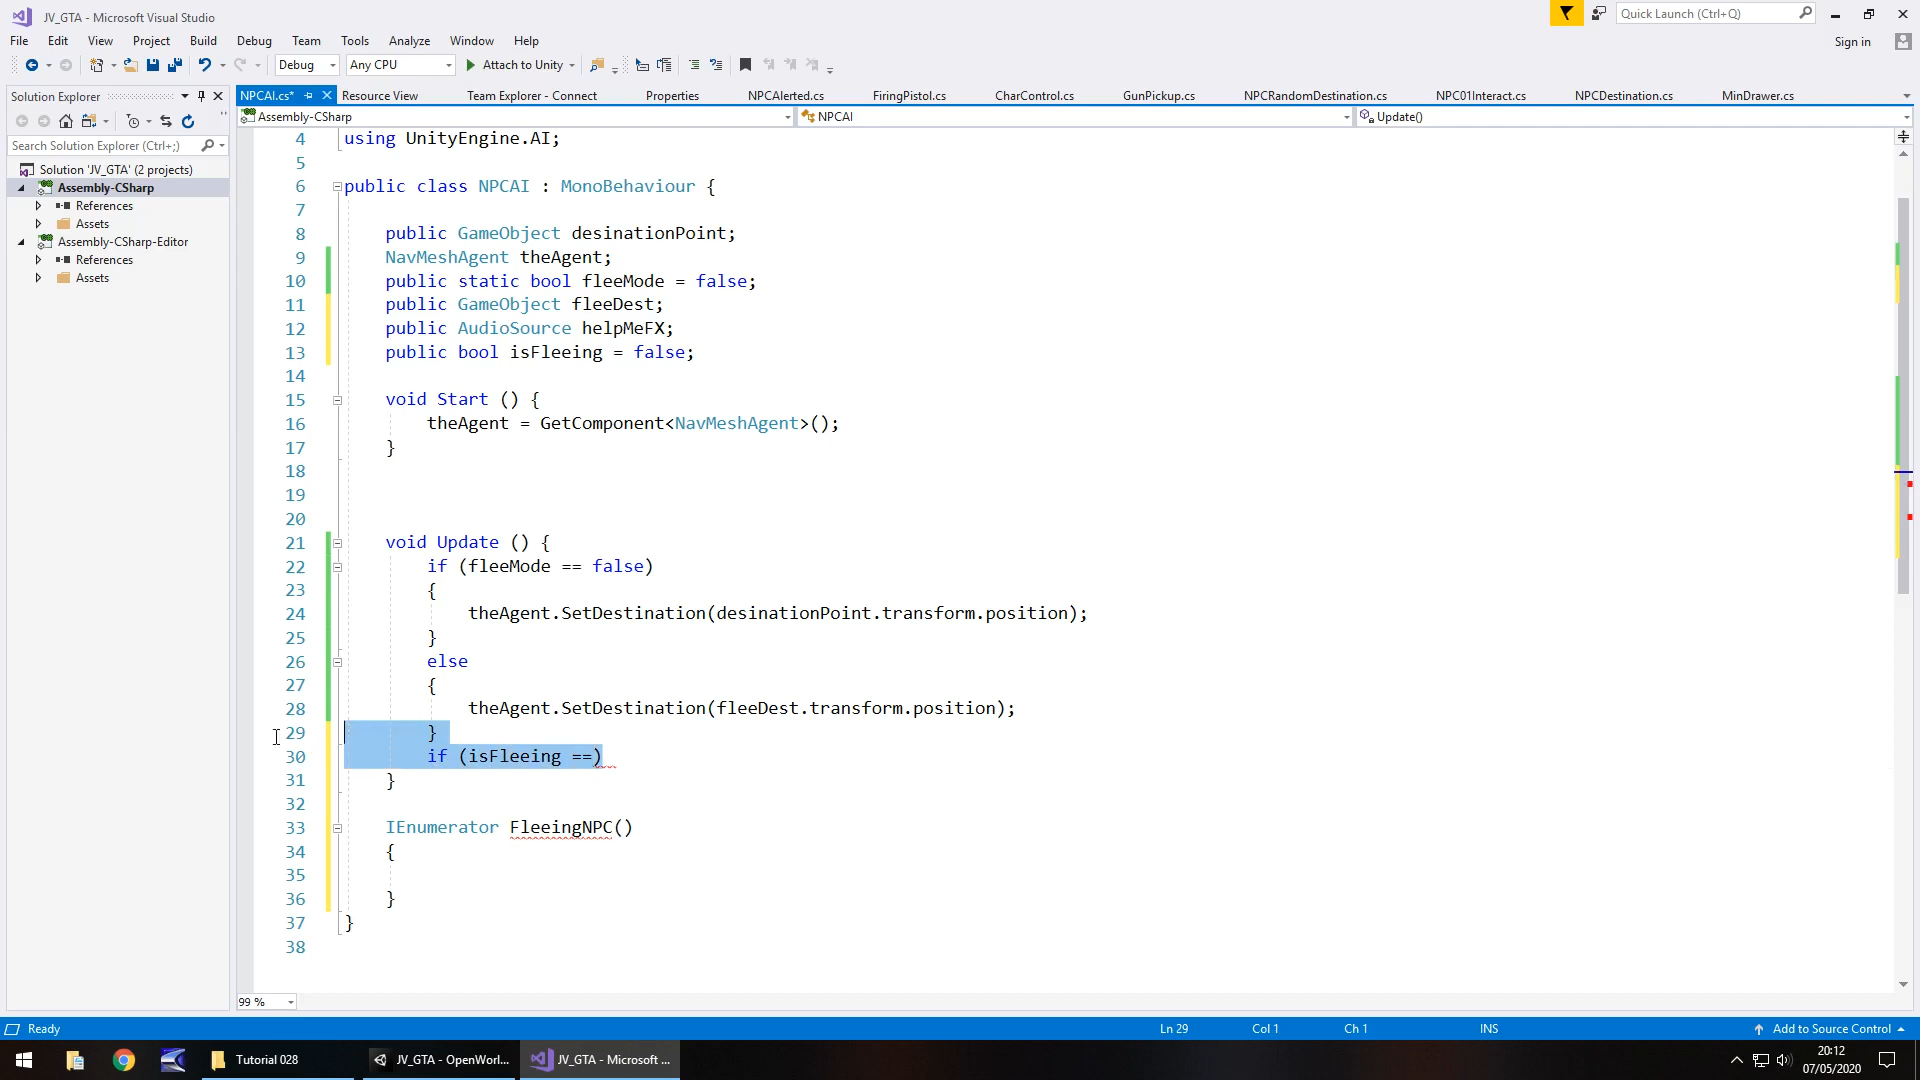 JV_GTA - Microsoft Visual Studio
Quick Launch (Ctrl+Q)
File Edit View Project Build Debug Team Tools Analyze Window Help
Sign in
Debug Any CPU Attach to Unity
Solution Explorer
NPCAI.cs* Resource View Team Explorer - Connect Properties NPCAlerted.cs FiringPistol.cs CharControl.cs GunPickup.cs NPCRandomDestination.cs NPC01Interact.cs NPCDestination.cs MinDrawer.cs
Assembly-CSharp NPCAI Update()
Search Solution Explorer (Ctrl+;)
Solution 'JV_GTA' (2 projects)
Assembly-CSharp
References
Assets
Assembly-CSharp-Editor
References
Assets
4 using UnityEngine.AI;
5
6 public class NPCAI : MonoBehaviour {
7
8 public GameObject desinationPoint;
9 NavMeshAgent theAgent;
10 public static bool fleeMode = false;
11 public GameObject fleeDest;
12 public AudioSource helpMeFX;
13 public bool isFleeing = false;
14
15 void Start () {
16 theAgent = GetComponent<NavMeshAgent>();
17 }
18
19
20
21 void Update () {
22 if (fleeMode == false)
23 {
24 theAgent.SetDestination(desinationPoint.transform.position);
25 }
26 else
27 {
28 theAgent.SetDestination(fleeDest.transform.position);
29 }
30 if (isFleeing ==)
31 }
32
33 IEnumerator FleeingNPC()
34 {
35
36 }
37 }
38
99 %
Ready Ln 29 Col 1 Ch 1 INS Add to Source Control
Tutorial 028 JV_GTA - OpenWorl... JV_GTA - Microsoft ...
20:12
07/05/2020